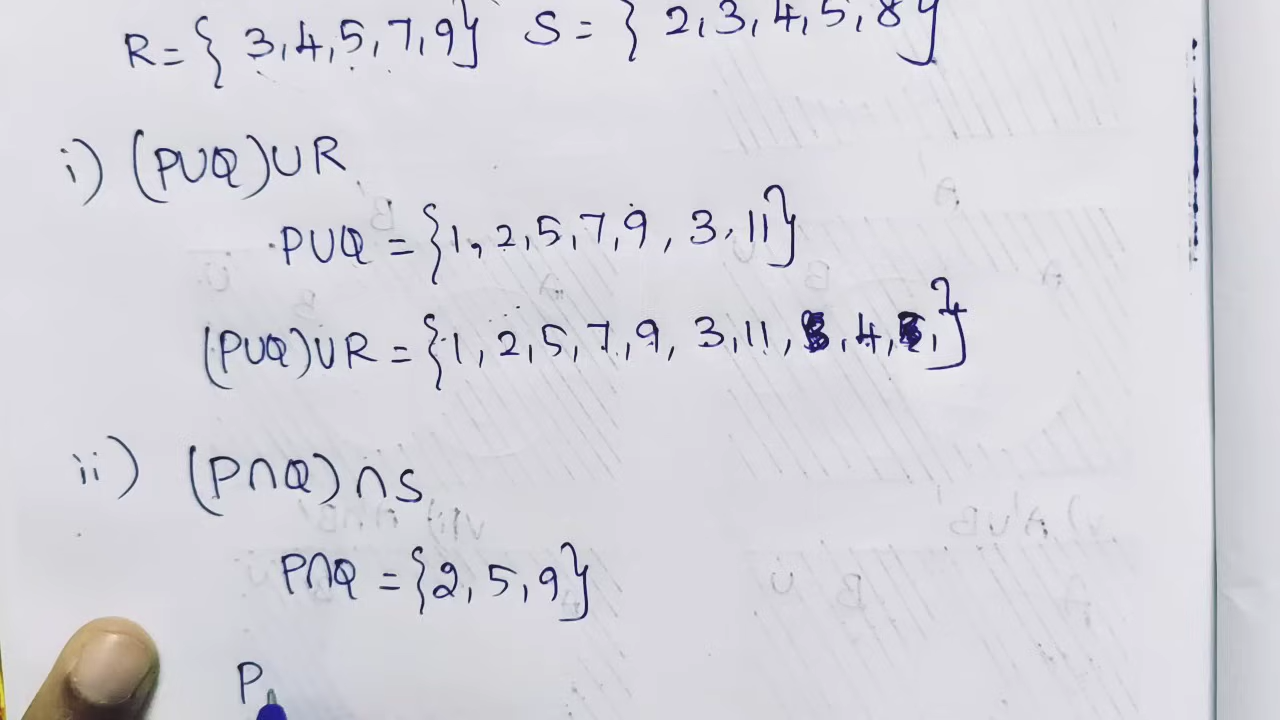 R = { 3, 4, 5, 7, 9} S = { 2, 3, 4, 5, 8}
i) (P∪Q)∪R
P∪Q = {1, 2, 5, 7, 9, 3, 11}
(P∪Q)∪R = {1, 2, 5, 7, 9, 3, 11, , 4, , }
ii) (P∩Q)∩S
P∩Q = {2, 5, 9}
P